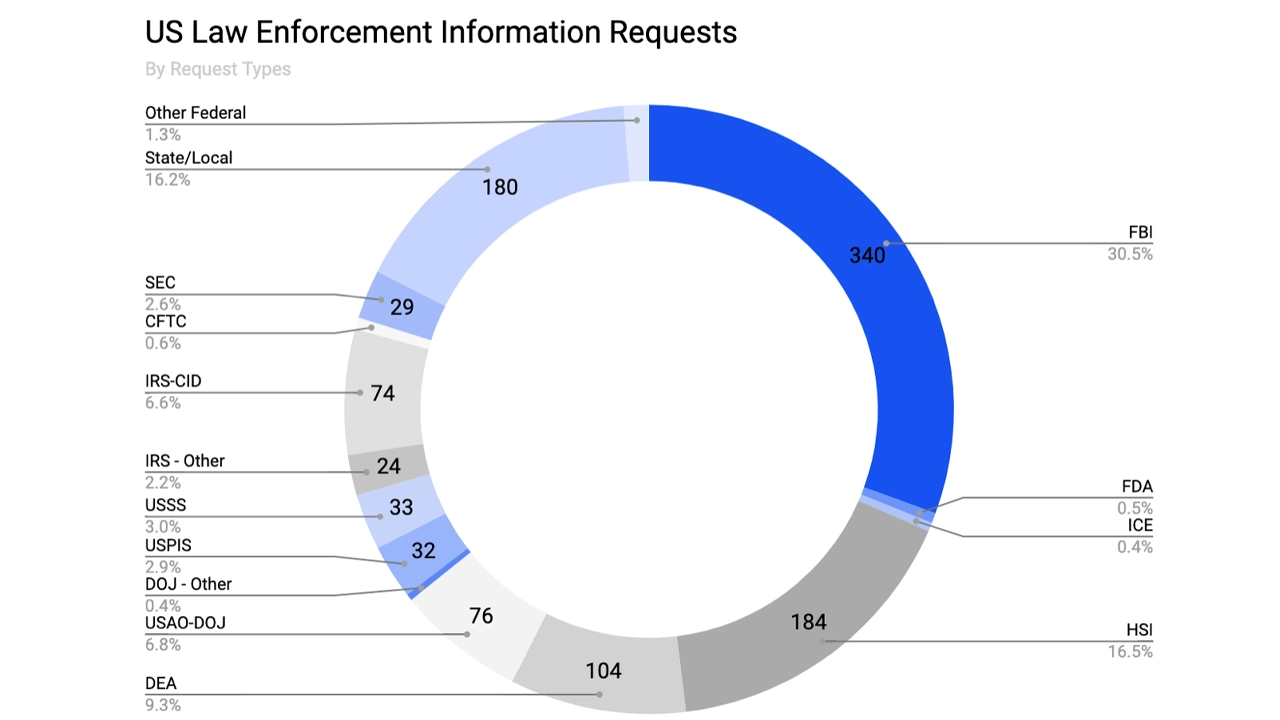 US Law Enforcement Information Requests
By Request Types
Other Federal
1.3%
State/Local
16.2%
180
SEC
2.6%
29
CFTC
0.6%
IRS-CID
6.6%
74
IRS - Other
2.2%
24
USSS
3.0%
33
USPIS
2.9%
32
DOJ - Other
0.4%
USAO-DOJ
6.8%
76
DEA
9.3%
104
FBI
30.5%
340
FDA
0.5%
ICE
0.4%
HSI
16.5%
184